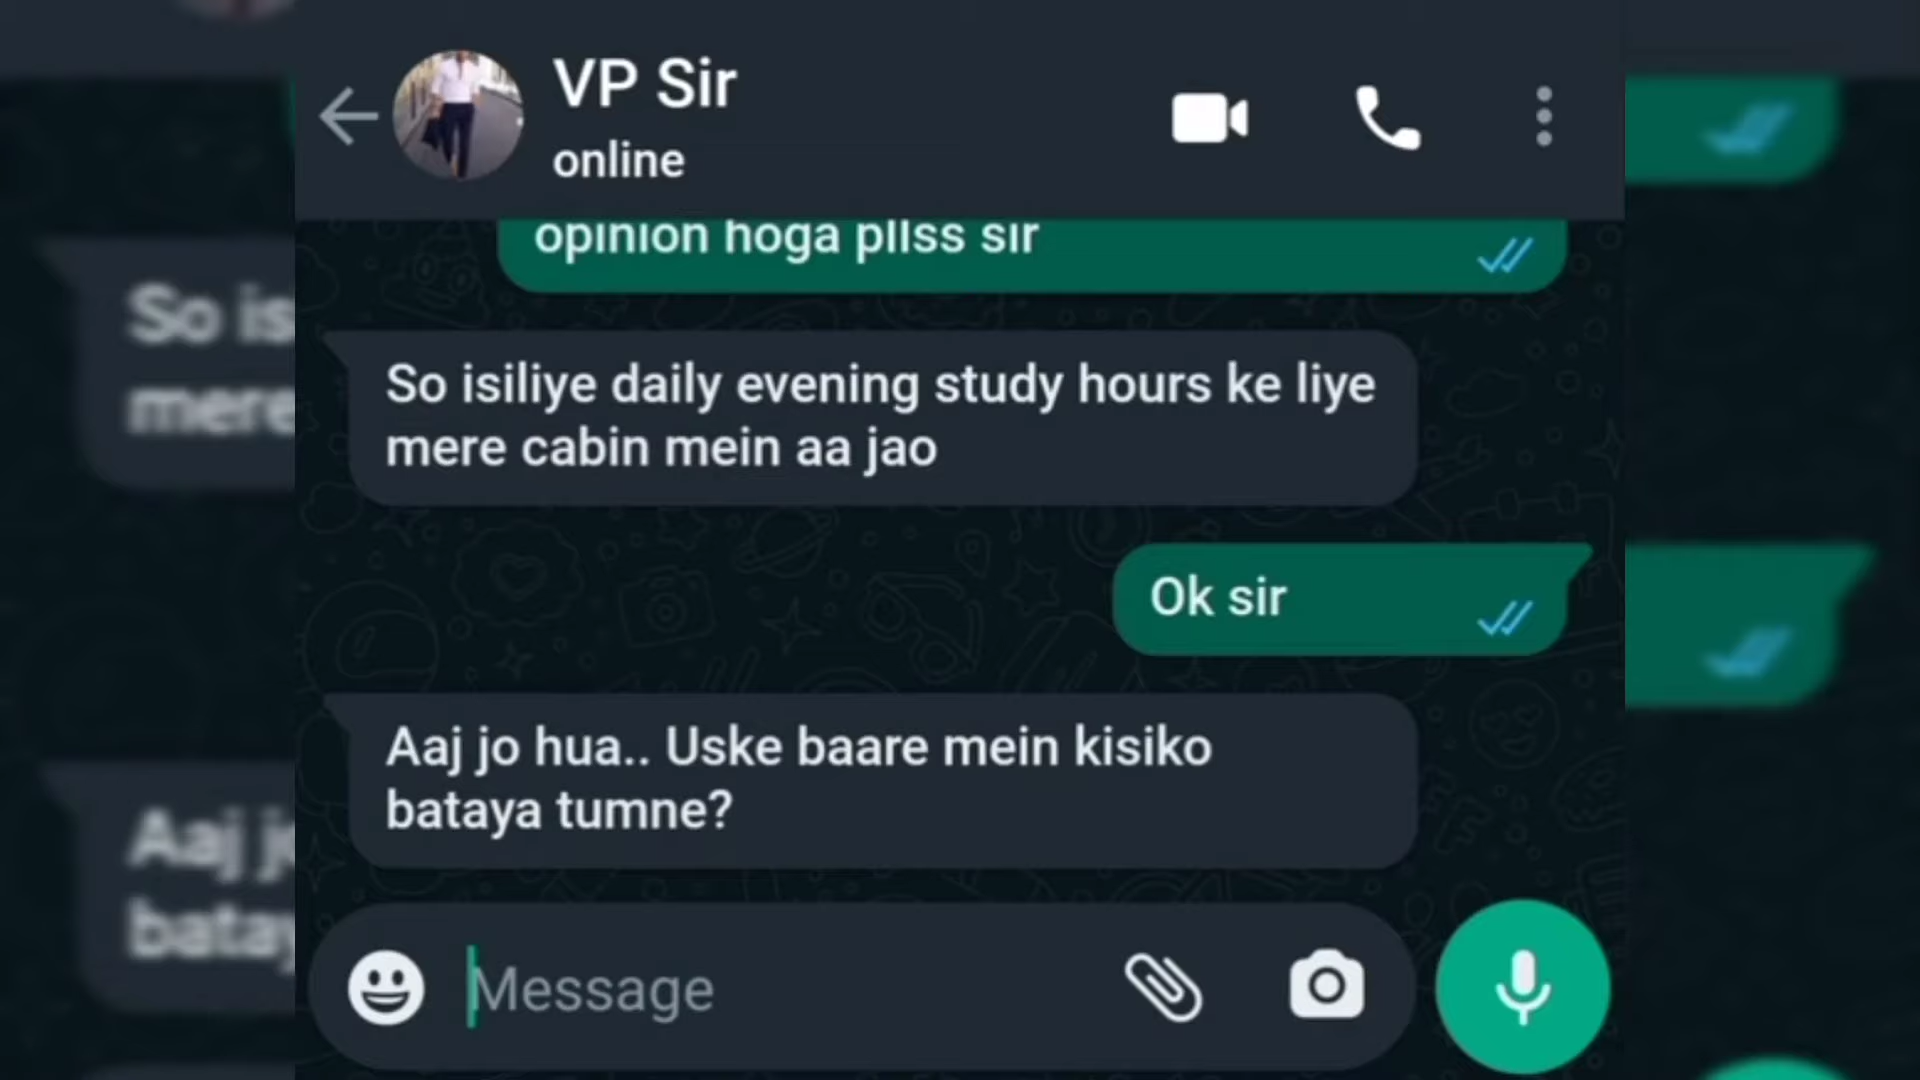 VP Sir
online
opinion hoga pliss sir
So isiliye daily evening study hours ke liye
mere cabin mein aa jao
Ok sir
Aaj jo hua.. Uske baare mein kisiko
bataya tumne?
Message